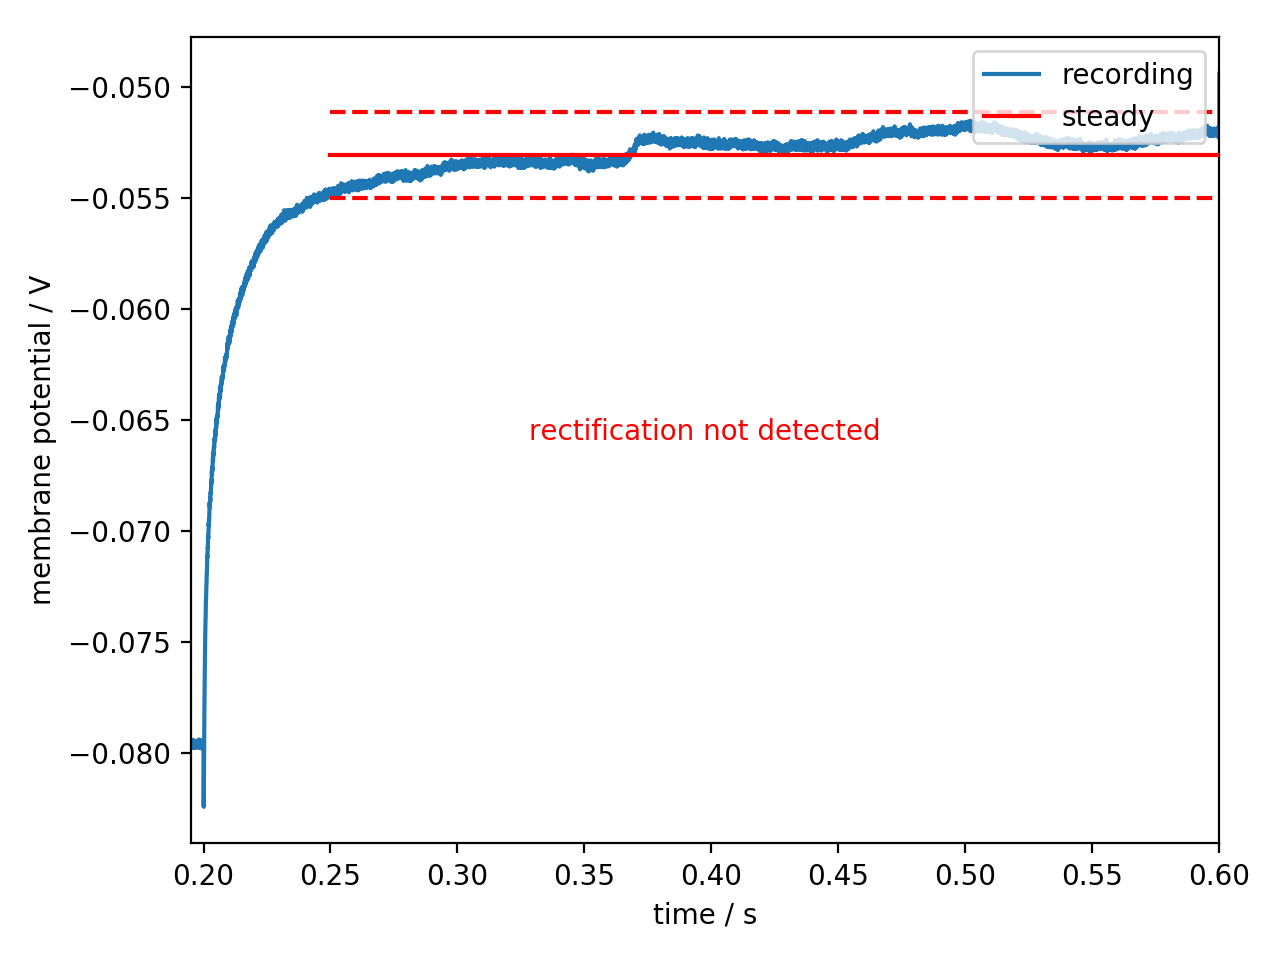 recording
steady
−0.050
−0.055
−0.060
−0.065
−0.070
−0.075
−0.080
membrane potential / V
rectification not detected
0.20 0.25 0.30 0.35 0.40 0.45 0.50 0.55 0.60
time / s